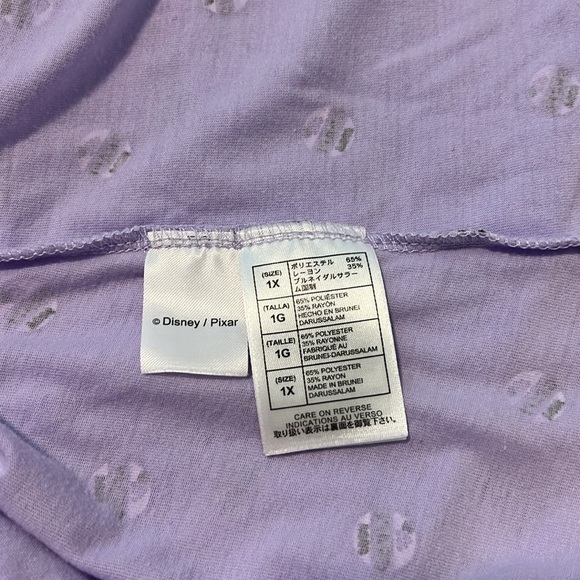 © Disney / Pixar
(SIZE)
1X
ポリエステル 65%
レーヨン 35%
ブルネイダルサラー
ム国制
(TALLA)
1G
65% POLIÉSTER
35% RAYÓN
HECHO EN BRUNEI
DARUSSALAM
(TAILLE)
1G
65% POLYESTER
35% RAYONNE
FABRIQUÉ AU
BRUNEI-DARUSSALAM
(SIZE)
1X
65% POLYESTER
35% RAYON
MADE IN BRUNEI
DARUSSALAM
CARE ON REVERSE
INDICATIONS AU VERSO
取り扱い表示は裏面を御覧下さい。